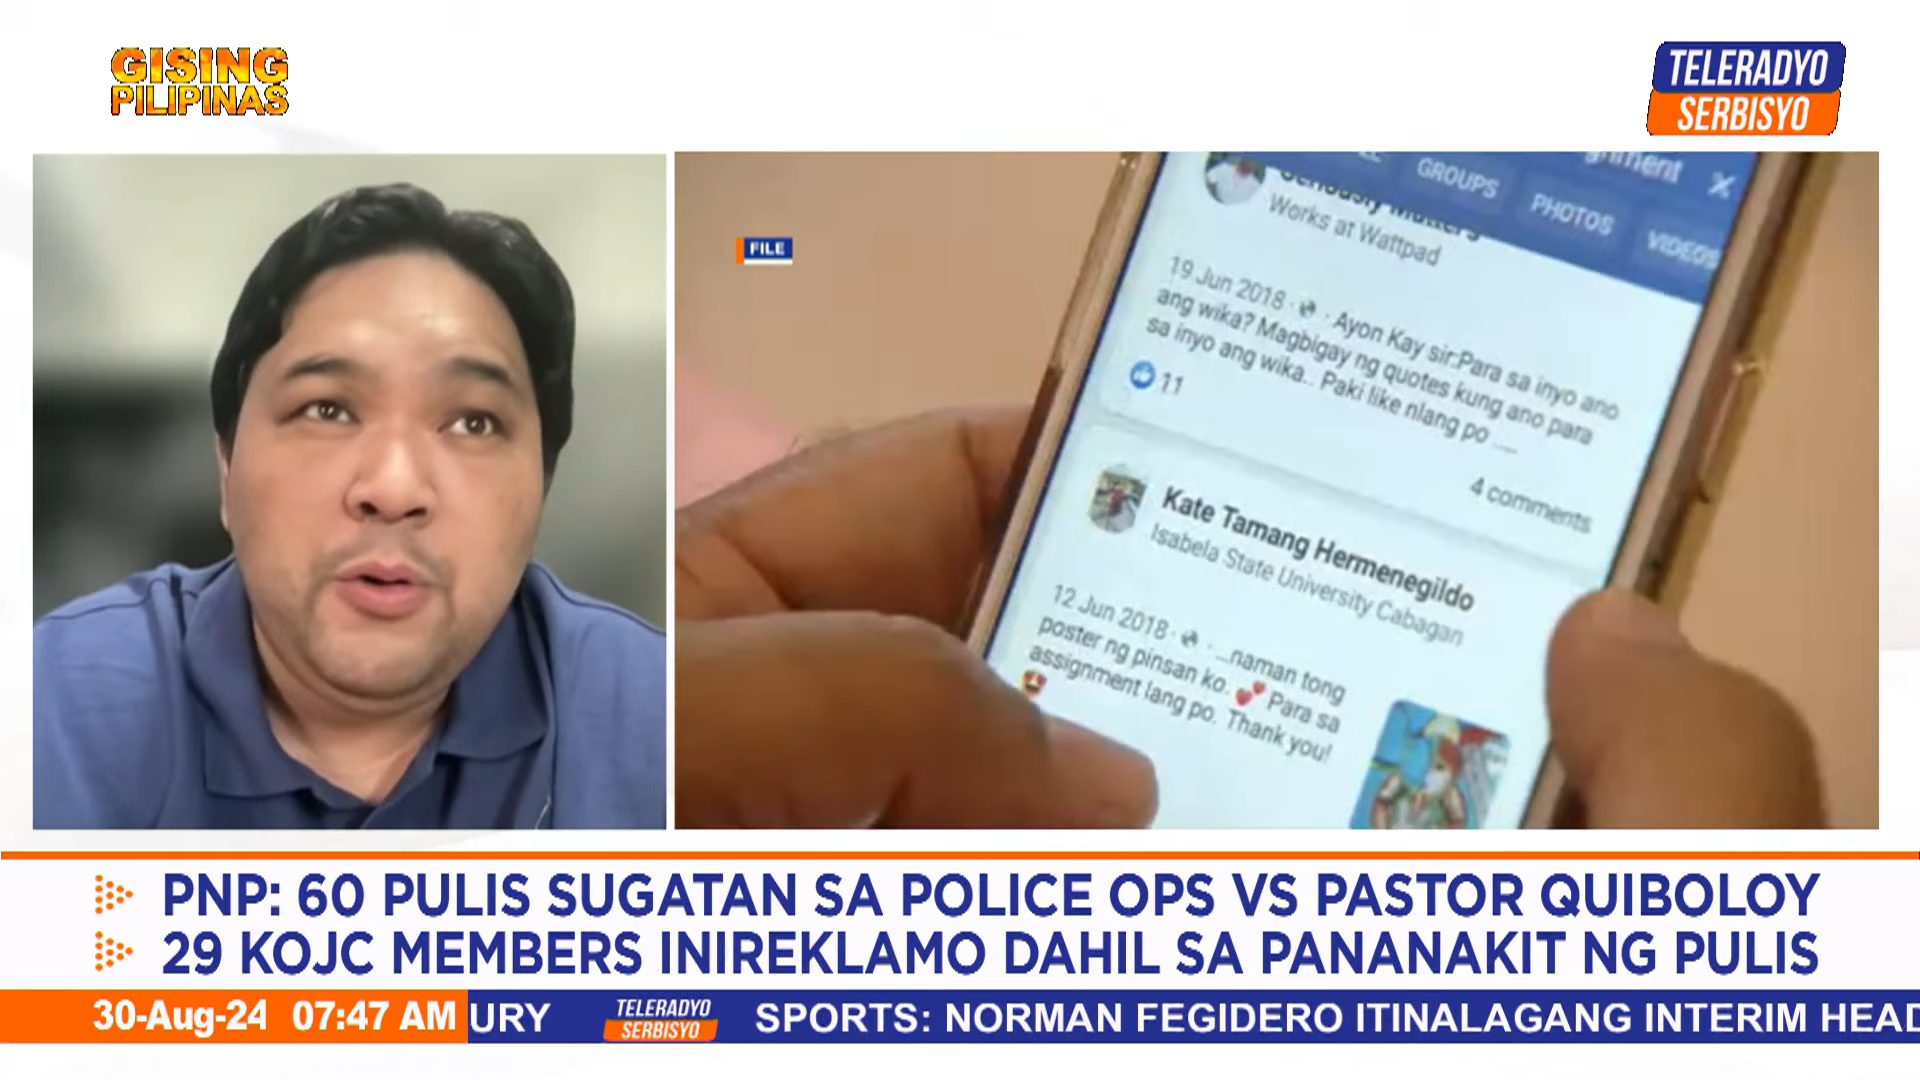 GISING
PILIPINAS
TELERADYO
SERBISYO
FILE
GROUPS
PHOTOS
VIDEOS
Works at Wattpad
19 Jun 2018 · Ayon Kay sir:Para sa inyo ano
ang wika? Magbigay ng quotes kung ano para
sa inyo ang wika.. Paki like nlang po ....
11
4 comments
Kate Tamang Hermenegildo
Isabela State University Cabagan
12 Jun 2018 · ...naman tong
poster ng pinsan ko. 💕 Para sa
assignment lang po. Thank you!
PNP: 60 PULIS SUGATAN SA POLICE OPS VS PASTOR QUIBOLOY
29 KOJC MEMBERS INIREKLAMO DAHIL SA PANANAKIT NG PULIS
30-Aug-24 07:47 AM URY TELERADYO SERBISYO SPORTS: NORMAN FEGIDERO ITINALAGANG INTERIM HEAD